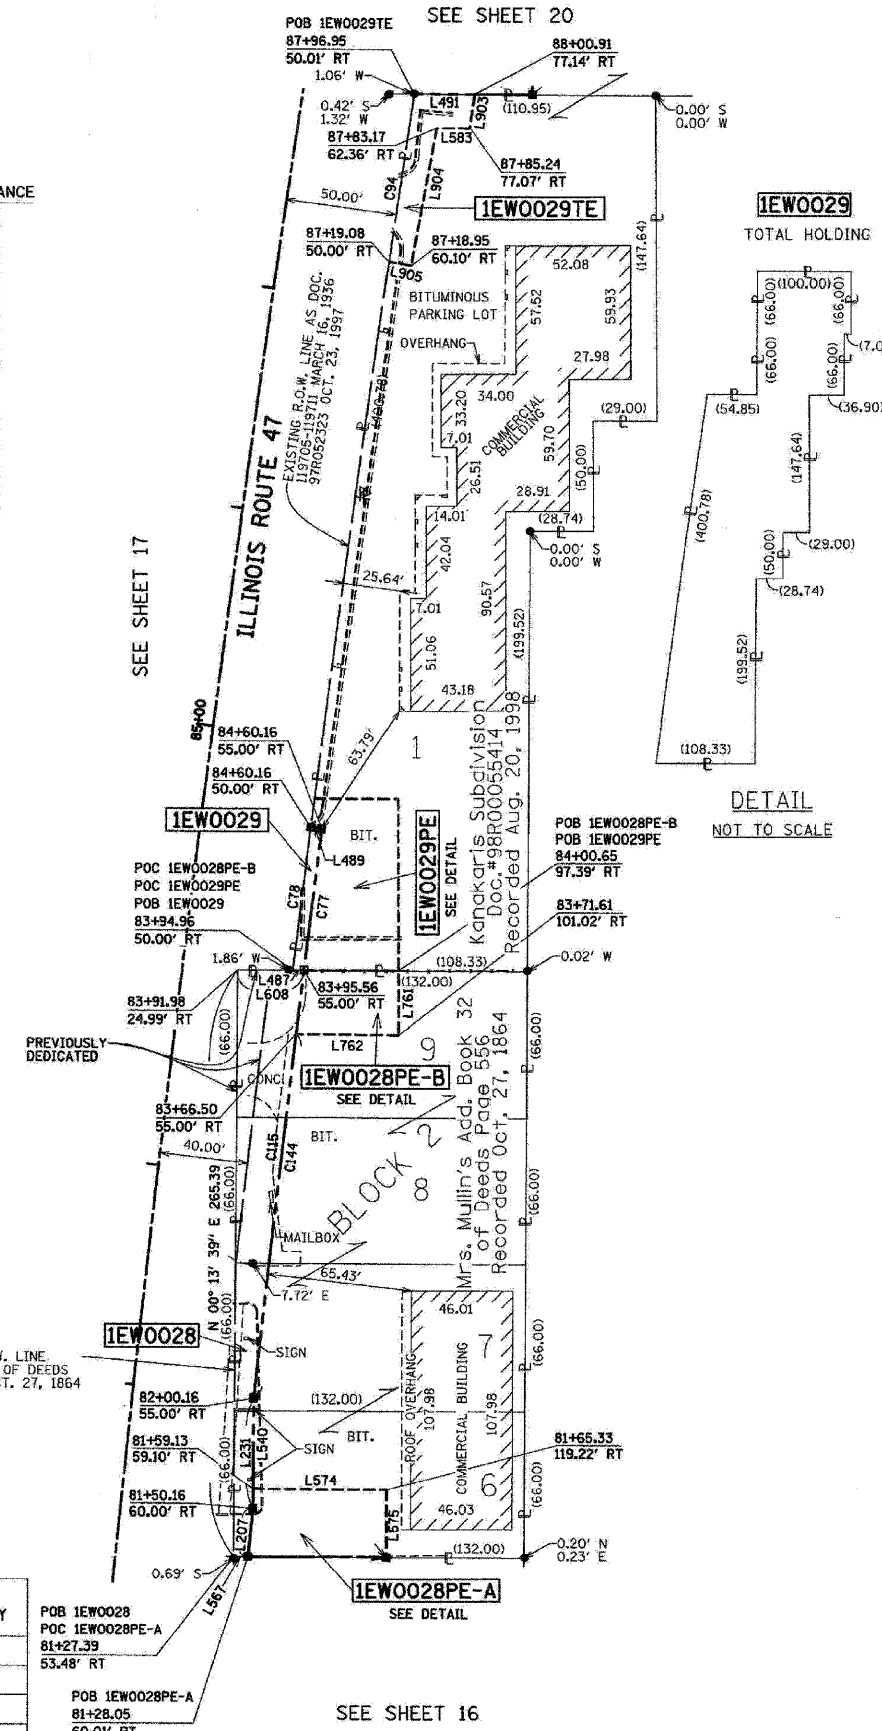 SEE SHEET 20
POB 1EW0029TE
87+96.95
50.01' RT
88+00.91
77.14' RT
1.06' W
0.42' S
1.32' W
L491
L903
(110.95)
0.00' S
0.00' W
87+83.17
62.36' RT
L583
87+85.24
77.07' RT
C94
L904
ANCE
50.00'
1EW0029TE
(147.64)
87+19.08
50.00' RT
87+18.95
60.10' RT
L905
52.08
57.52
59.93
BITUMINOUS
PARKING LOT
OVERHANG
27.98
34.00
EXISTING R.O.W. LINE AS DOC.
119705-119711 MARCH 16, 1936
97R052323 OCT. 23, 1997
(400.78)
33.20
COMMERCIAL
BUILDING
59.70
(29.00)
7.01
26.51
(50.00)
28.91
14.01
(28.74)
0.00' S
0.00' W
ILLINOIS ROUTE 47
42.04
SEE SHEET 17
25.64'
7.01
90.57
(199.52)
51.06
43.18
85+00
63.79'
1
Kanakaris Subdivision
Doc.#98R00055414
Recorded Aug. 20, 1998
1EW0029
TOTAL HOLDING
(100.00)
(66.00)
(66.00)
(66.00)
(66.00)
(7.0
(54.85)
(36.90)
(147.64)
(400.78)
(29.00)
(50.00)
(28.74)
(199.52)
(108.33)
DETAIL
NOT TO SCALE
84+60.16
55.00' RT
84+60.16
50.00' RT
1EW0029
BIT.
L489
1EW0029PE
SEE DETAIL
POB 1EW0028PE-B
POB 1EW0029PE
84+00.65
97.39' RT
POC 1EW0028PE-B
POC 1EW0029PE
POB 1EW0029
83+94.96
50.00' RT
C78
C77
83+71.61
101.02' RT
1.86' W
(108.33)
0.02' W
L487
L608
83+95.56
55.00' RT
(132.00)
L761
83+91.98
24.99' RT
(66.00)
PREVIOUSLY
DEDICATED
L762
9
CONC.
1EW0028PE-B
SEE DETAIL
(66.00)
83+66.50
55.00' RT
BIT.
40.00'
C115
C144
BLOCK 2
8
Mrs. Mullin's Add. Book 32
of Deeds Page 556
Recorded Oct. 27, 1864
N 00° 13' 39" E 265.39
(66.00)
(66.00)
MAILBOX
65.43'
7.72' E
46.01
1EW0028
(66.00)
SIGN
7
(66.00)
. LINE
OF DEEDS
T. 27, 1864
82+00.16
55.00' RT
(132.00)
ROOF OVERHANG
107.98
COMMERCIAL BUILDING
107.98
81+59.13
59.10' RT
(66.00)
L231
L540
SIGN
BIT.
81+65.33
119.22' RT
L574
6
81+50.16
60.00' RT
L207
L575
46.03
(66.00)
(132.00)
0.20' N
0.23' E
0.69' S
L567
1EW0028PE-A
SEE DETAIL
Y
POB 1EW0028
POC 1EW0028PE-A
81+27.39
53.48' RT
POB 1EW0028PE-A
81+28.05
60.01' RT
SEE SHEET 16